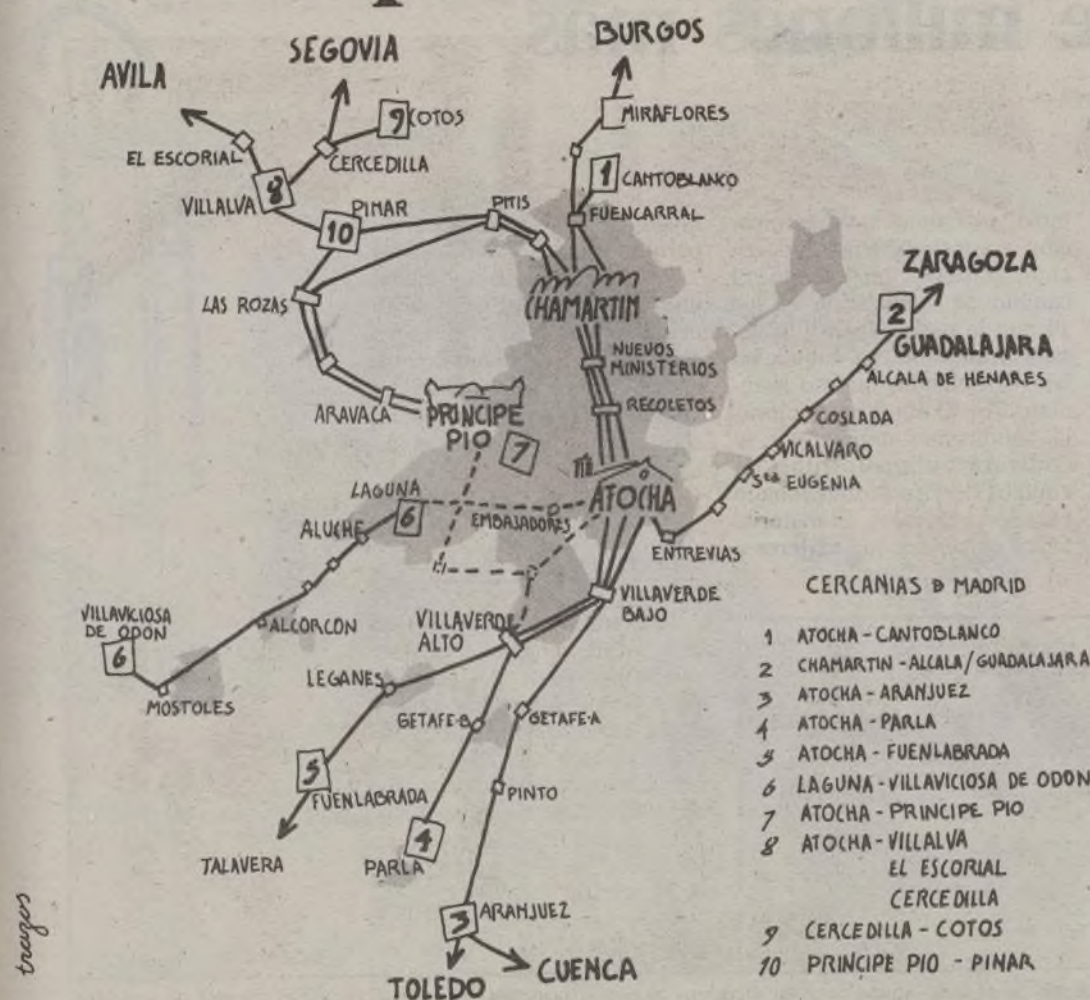 SEGOVIA
BURGOS
AVILA
9 COTOS
MIRAFLORES
EL ESCORIAL
CERCEDILLA
1 CANTOBLANCO
VILLALVA
8
PINAR
10
PITIS
FUENCARRAL
ZARAGOZA
LAS ROZAS
CHAMARTIN
2
GUADALAJARA
NUEVOS
MINISTERIOS
ALCALA DE HENARES
ARAVACA
PRINCIPE
PIO
7
RECOLETOS
COSLADA
VICALVARO
Sta EUGENIA
LAGUNA
6
EMBAJADORES
ATOCHA
ALUCHE
ENTREVIAS
VILLAVICIOSA
DE ODON
6
ALCORCON
VILLAVERDE
ALTO
VILLAVERDE
BAJO
MOSTOLES
LEGANES
GETAFE-B
GETAFE-A
5
FUENLABRADA
PINTO
TALAVERA
4
PARLA
3
ARANJUEZ
TOLEDO
CUENCA
CERCANIAS D MADRID
1 ATOCHA - CANTOBLANCO
2 CHAMARTIN - ALCALA / GUADALAJARA
3 ATOCHA - ARANJUEZ
4 ATOCHA - PARLA
5 ATOCHA - FUENLABRADA
6 LAGUNA - VILLAVICIOSA DE ODON
7 ATOCHA - PRINCIPE PIO
8 ATOCHA - VILLALVA
EL ESCORIAL
CERCEDILLA
9 CERCEDILLA - COTOS
10 PRINCIPE PIO - PINAR
trazos